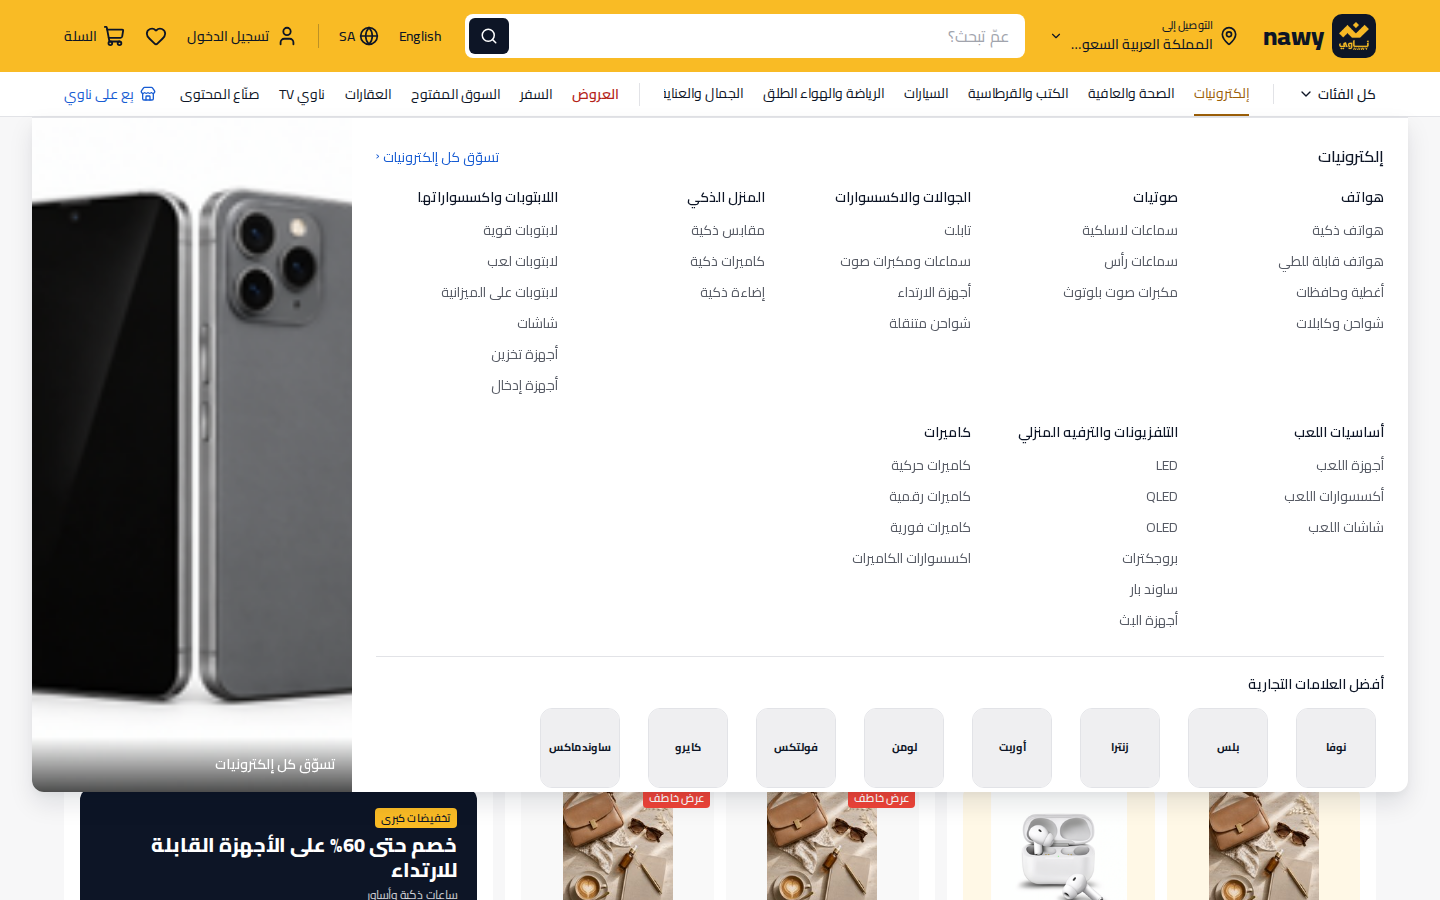 ناوي
nawy
nawy
التوصيل إلى
المملكة العربية السعو...
عمّ تبحث؟
English
SA
تسجيل الدخول
السلة
كل الفئات
إلكترونيات
الصحة والعافية
الكتب والقرطاسية
السيارات
الرياضة والهواء الطلق
الجمال والعناية
العروض
السفر
السوق المفتوح
العقارات
ناوي TV
صنّاع المحتوى
بِع على ناوي
إلكترونيات
تسوّق كل إلكترونيات ›
هواتف
هواتف ذكية
هواتف قابلة للطي
أغطية وحافظات
شواحن وكابلات
صوتيات
سماعات لاسلكية
سماعات رأس
مكبرات صوت بلوتوث
الجوالات والاكسسوارات
تابلت
سماعات ومكبرات صوت
أجهزة الارتداء
شواحن متنقلة
المنزل الذكي
مقابس ذكية
كاميرات ذكية
إضاءة ذكية
اللابتوبات واكسسواراتها
لابتوبات قوية
لابتوبات لعب
لابتوبات على الميزانية
شاشات
أجهزة تخزين
أجهزة إدخال
أساسيات اللعب
أجهزة اللعب
أكسسوارات اللعب
شاشات اللعب
التلفزيونات والترفيه المنزلي
LED
QLED
OLED
بروجكترات
ساوند بار
أجهزة البث
كاميرات
كاميرات حركية
كاميرات رقمية
كاميرات فورية
اكسسوارات الكاميرات
أفضل العلامات التجارية
نوفا
بلس
زنترا
أوربت
لومن
فولتكس
كايرو
ساوندماكس
تسوّق كل إلكترونيات
عرض خاطف
عرض خاطف
تخفيضات كبرى
خصم حتى 60% على الأجهزة القابلة
للارتداء
ساعات ذكية وأساور